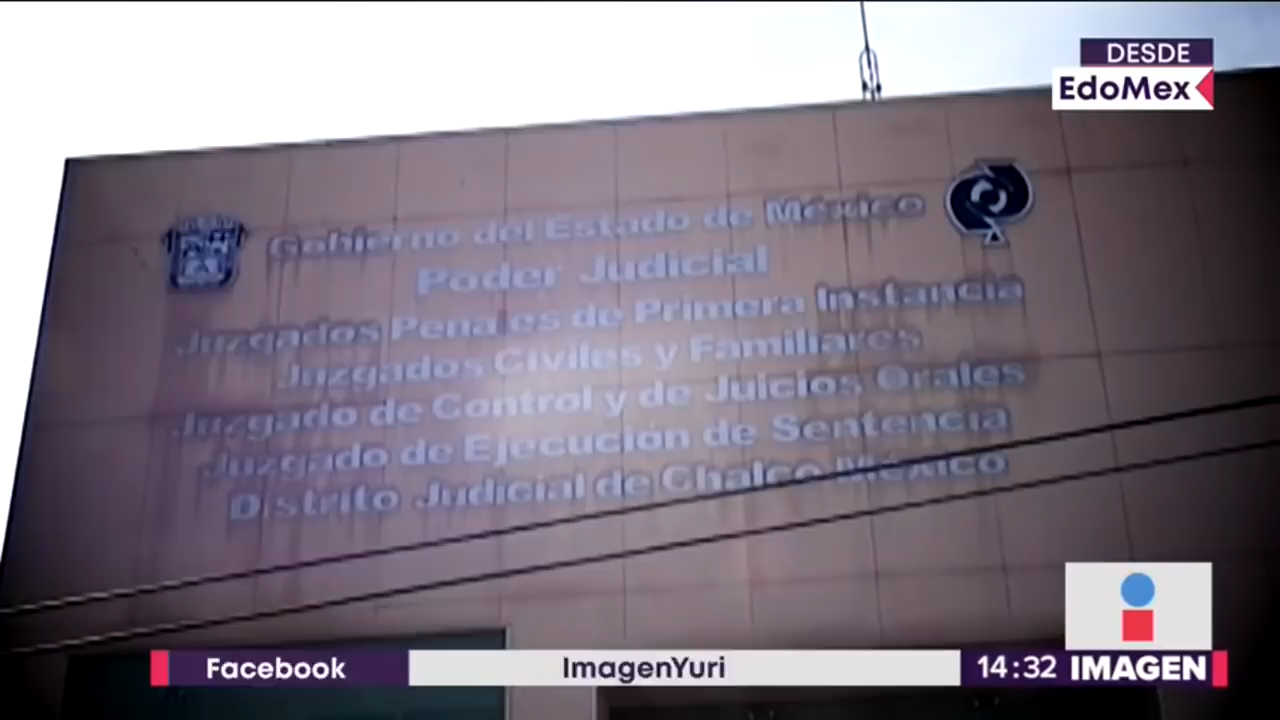 DESDE
EdoMex
Gobierno del Estado de México
Poder Judicial
Juzgados Penales de Primera Instancia
Juzgados Civiles y Familiares
Juzgado de Control y de Juicios Orales
Juzgado de Ejecución de Sentencia
Distrito Judicial de Chalco México
Facebook
ImagenYuri
14:32
IMAGEN